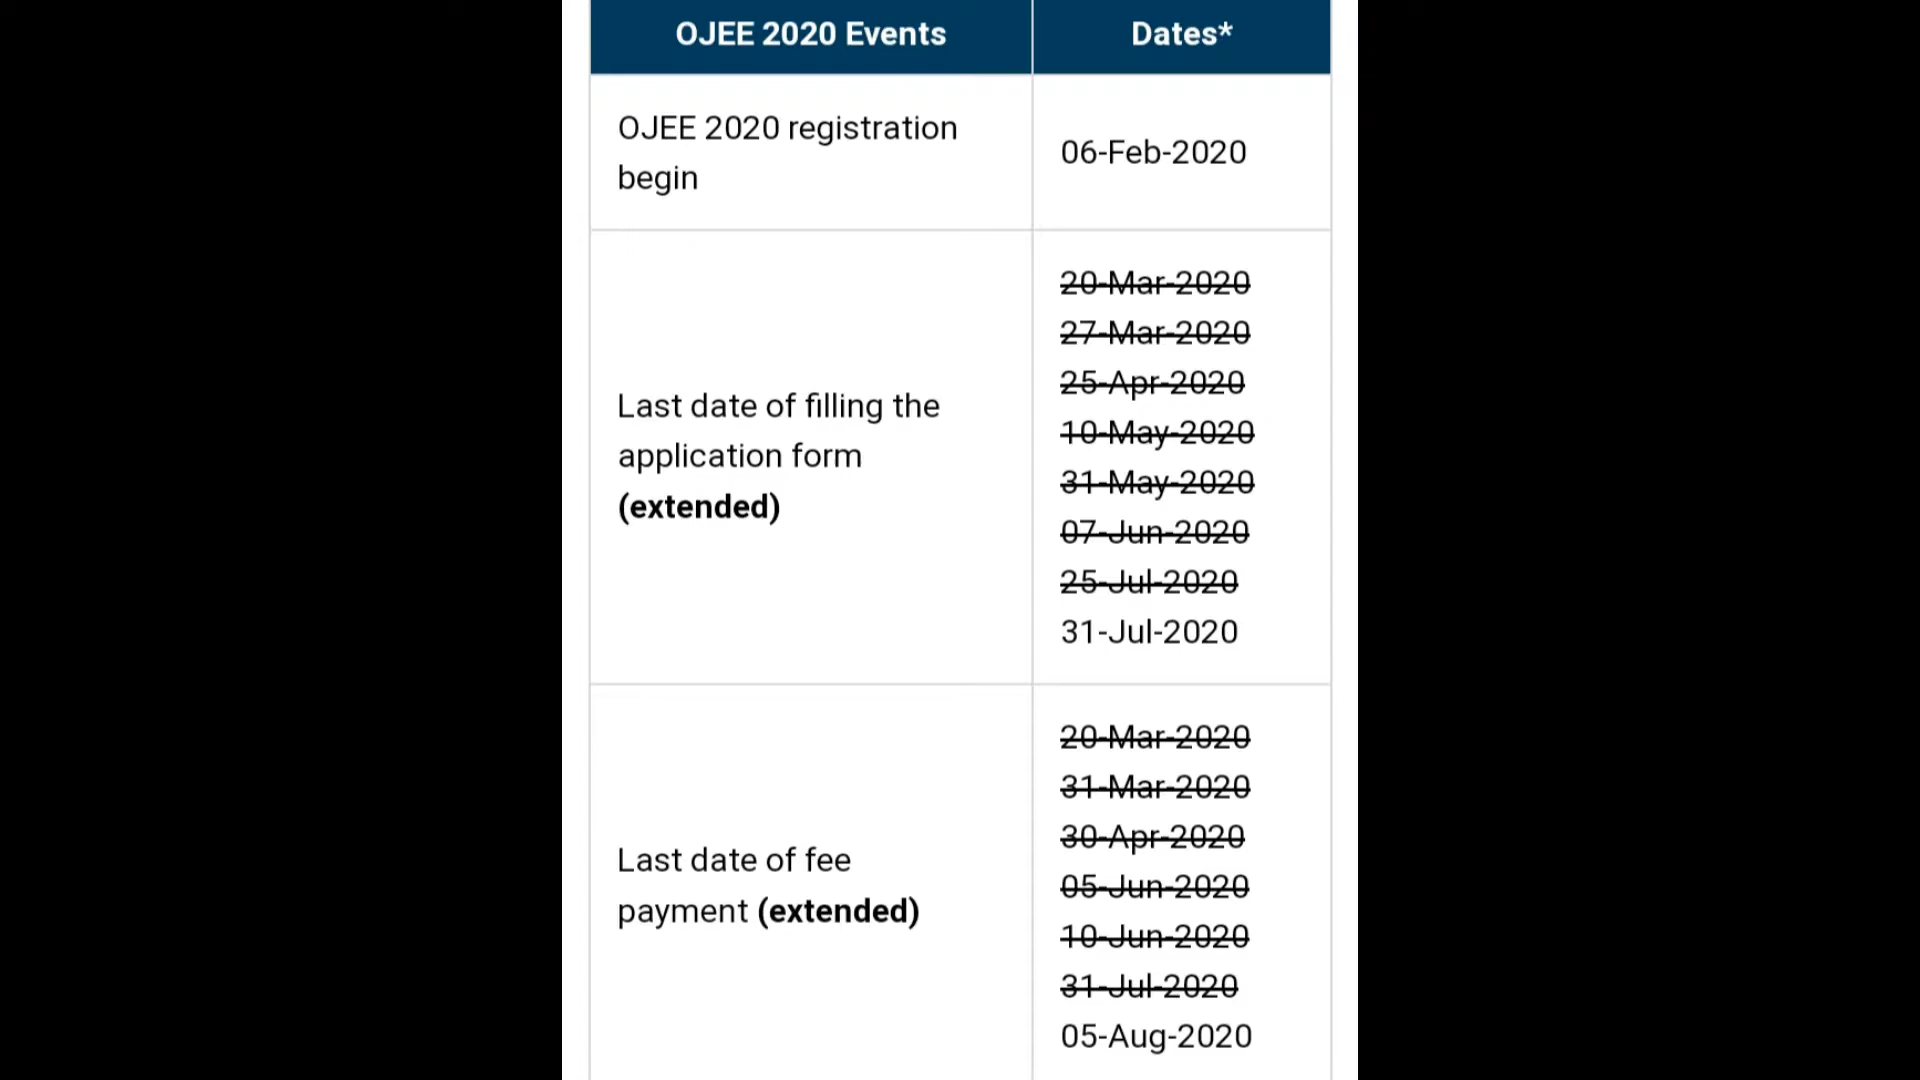 OJEE 2020 Events Dates*
OJEE 2020 registration
begin
06-Feb-2020
Last date of filling the
application form
(extended)
20-Mar-2020
27-Mar-2020
25-Apr-2020
10-May-2020
31-May-2020
07-Jun-2020
25-Jul-2020
31-Jul-2020
Last date of fee
payment (extended)
20-Mar-2020
31-Mar-2020
30-Apr-2020
05-Jun-2020
10-Jun-2020
31-Jul-2020
05-Aug-2020